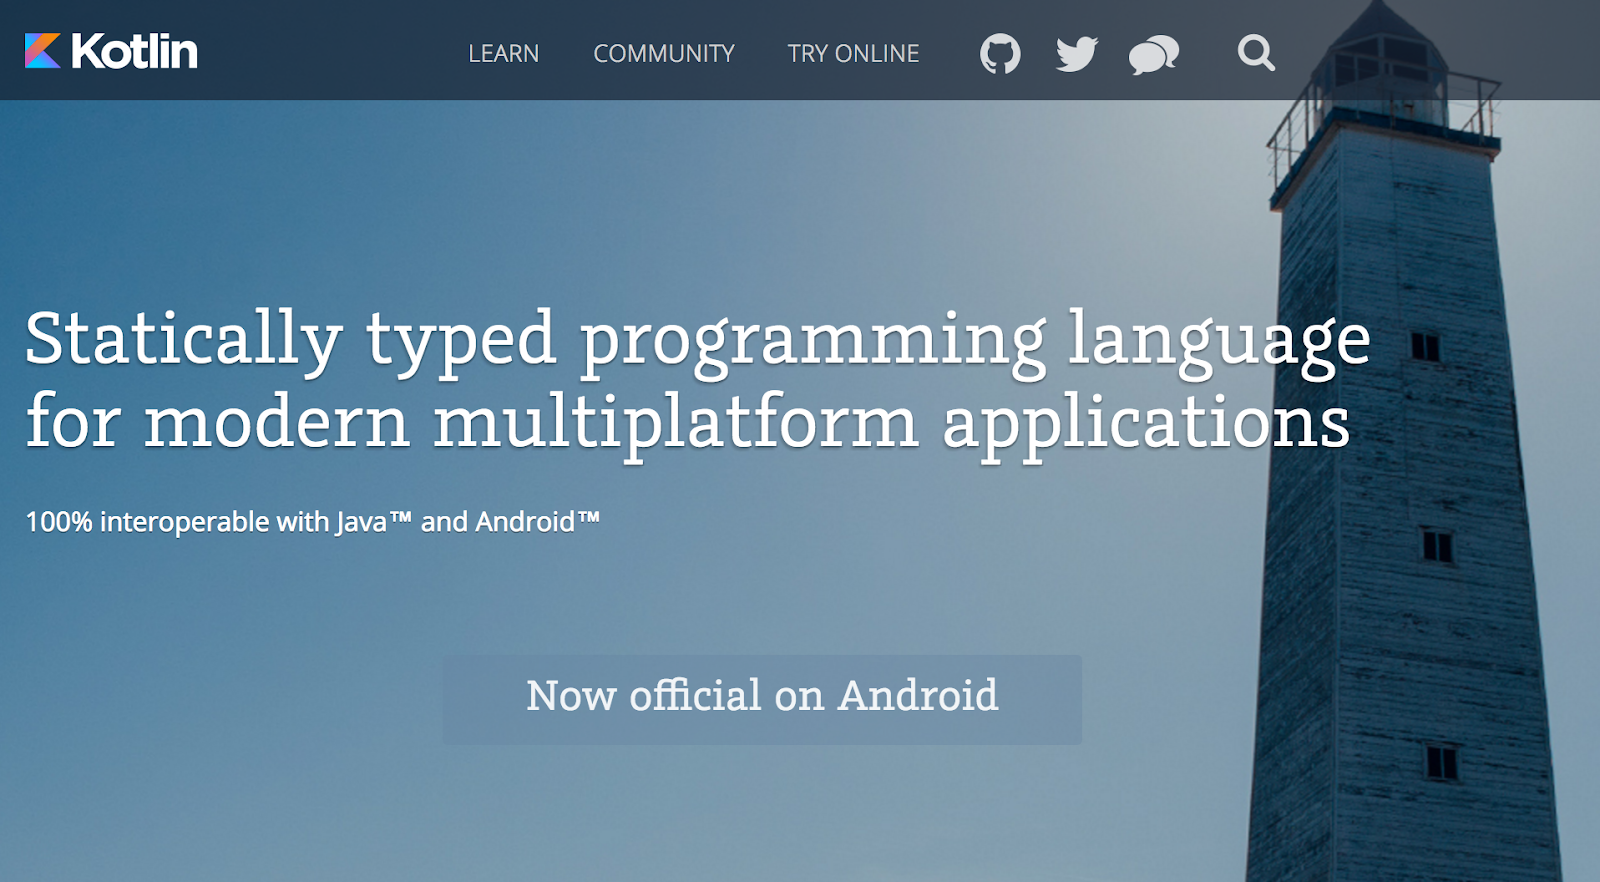 Kotlin
LEARN
COMMUNITY
TRY ONLINE
Statically typed programming language
for modern multiplatform applications
100% interoperable with Java™ and Android™
Now official on Android